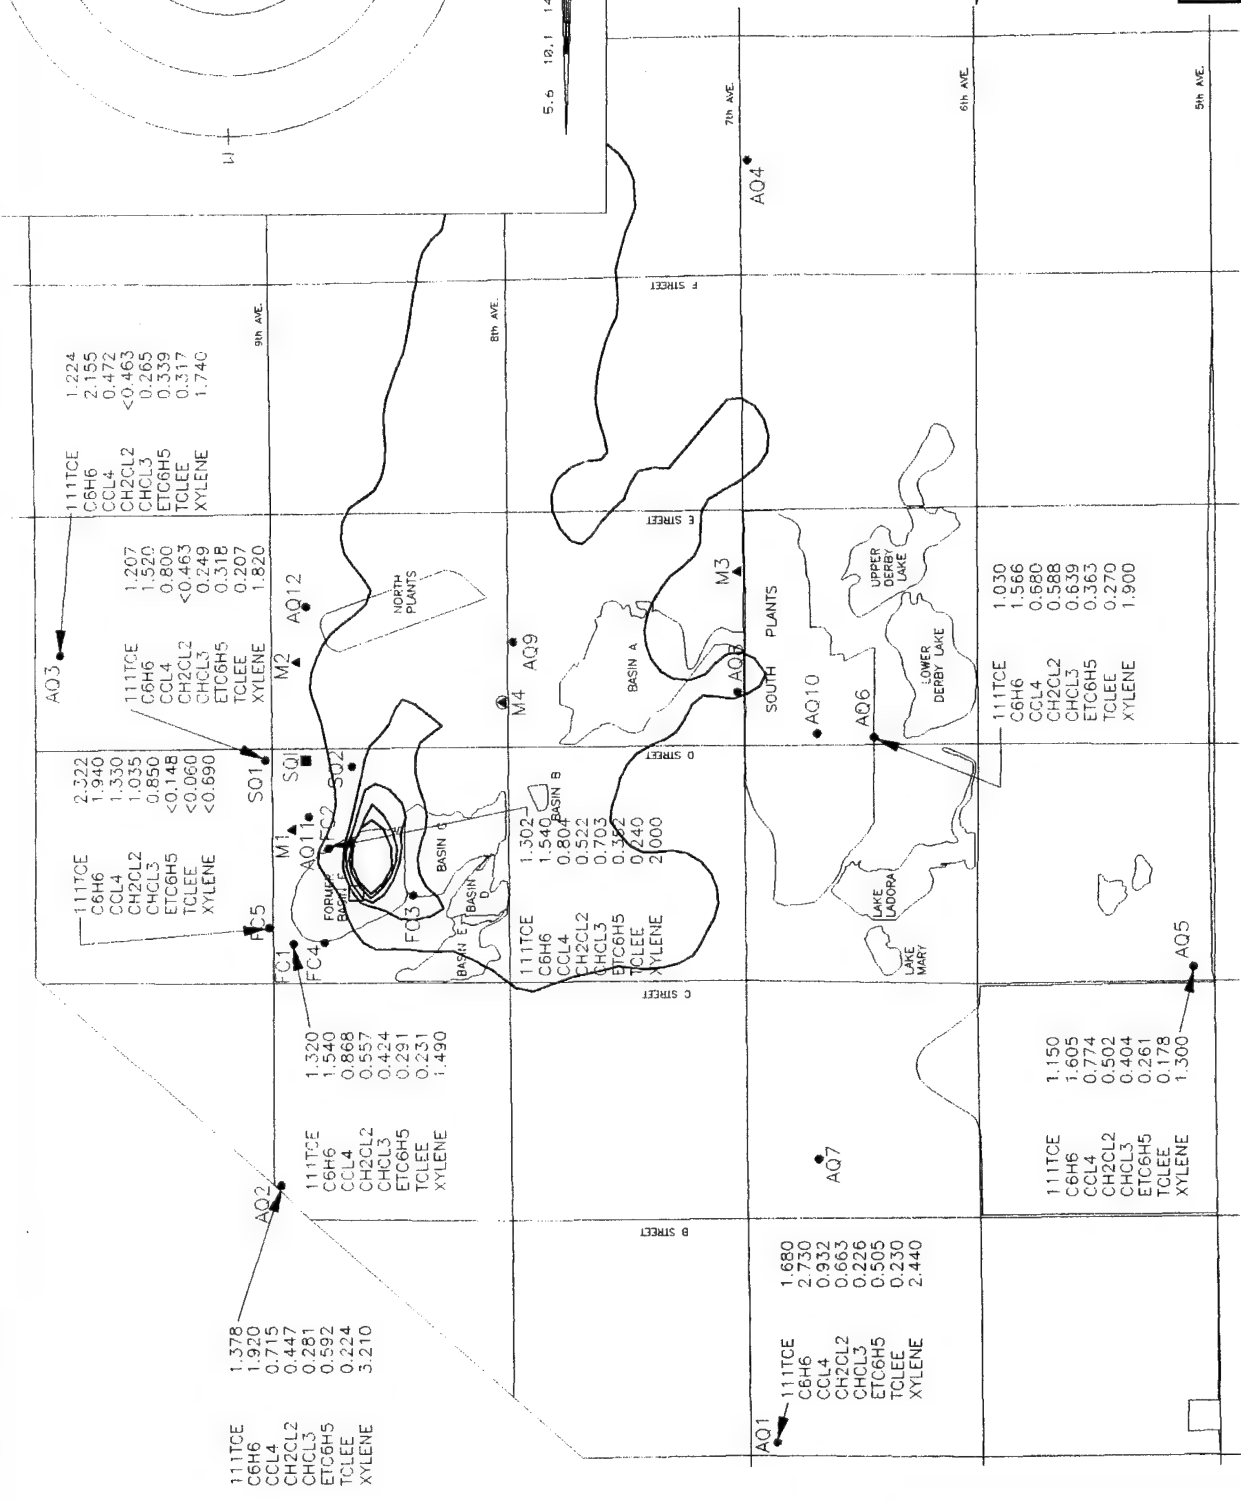 W
5.6 10.1 14
AQ3
111TCE 1.224
C6H6 2.155
CCL4 0.472
CH2CL2 <0.463
CHCL3 0.265
ETC6H5 0.339
TCLEE 0.317
XYLENE 1.740
SQ1
111TCE 1.207
C6H6 1.520
CCL4 0.800
CH2CL2 <0.463
CHCL3 0.249
ETC6H5 0.318
TCLEE 0.207
XYLENE 1.820
FC5
111TCE 2.322
C6H6 1.940
CCL4 1.330
CH2CL2 1.035
CHCL3 0.850
ETC6H5 <0.148
TCLEE <0.060
XYLENE <0.690
FC1
111TCE 1.320
C6H6 1.540
CCL4 0.868
CH2CL2 0.557
CHCL3 0.424
ETC6H5 0.291
TCLEE 0.231
XYLENE 1.490
AQ2
111TCE 1.378
C6H6 1.920
CCL4 0.715
CH2CL2 0.447
CHCL3 0.281
ETC6H5 0.592
TCLEE 0.224
XYLENE 3.210
FC2
111TCE 1.302
C6H6 1.540
CCL4 0.804
CH2CL2 0.522
CHCL3 0.703
ETC6H5
TCLEE 0.240
XYLENE 2.000
AQ6
111TCE 1.030
C6H6 1.566
CCL4 0.680
CH2CL2 0.588
CHCL3 0.639
ETC6H5 0.363
TCLEE 0.270
XYLENE 1.900
AQ5
111TCE 1.150
C6H6 1.605
CCL4 0.774
CH2CL2 0.502
CHCL3 0.404
ETC6H5 0.261
TCLEE 0.178
XYLENE 1.300
AQ1
111TCE 1.680
C6H6 2.730
CCL4 0.932
CH2CL2 0.663
CHCL3 0.226
ETC6H5 0.505
TCLEE 0.230
XYLENE 2.440
M1
M2
M3
M4
SQ1
SQ2
FC3
FC4
AQ4
AQ7
AQ8
AQ9
AQ10
AQ11
AQ12
9th AVE.
8th AVE.
7th AVE.
6th AVE.
5th AVE.
B STREET
C STREET
D STREET
E STREET
F STREET
NORTH
PLANTS
SOUTH PLANTS
FORMER
BASIN F
BASIN A
BASIN B
BASIN C
BASIN
D
BASIN E
UPPER
DERBY
LAKE
LOWER
DERBY LAKE
LAKE
LADORA
LAKE
MARY